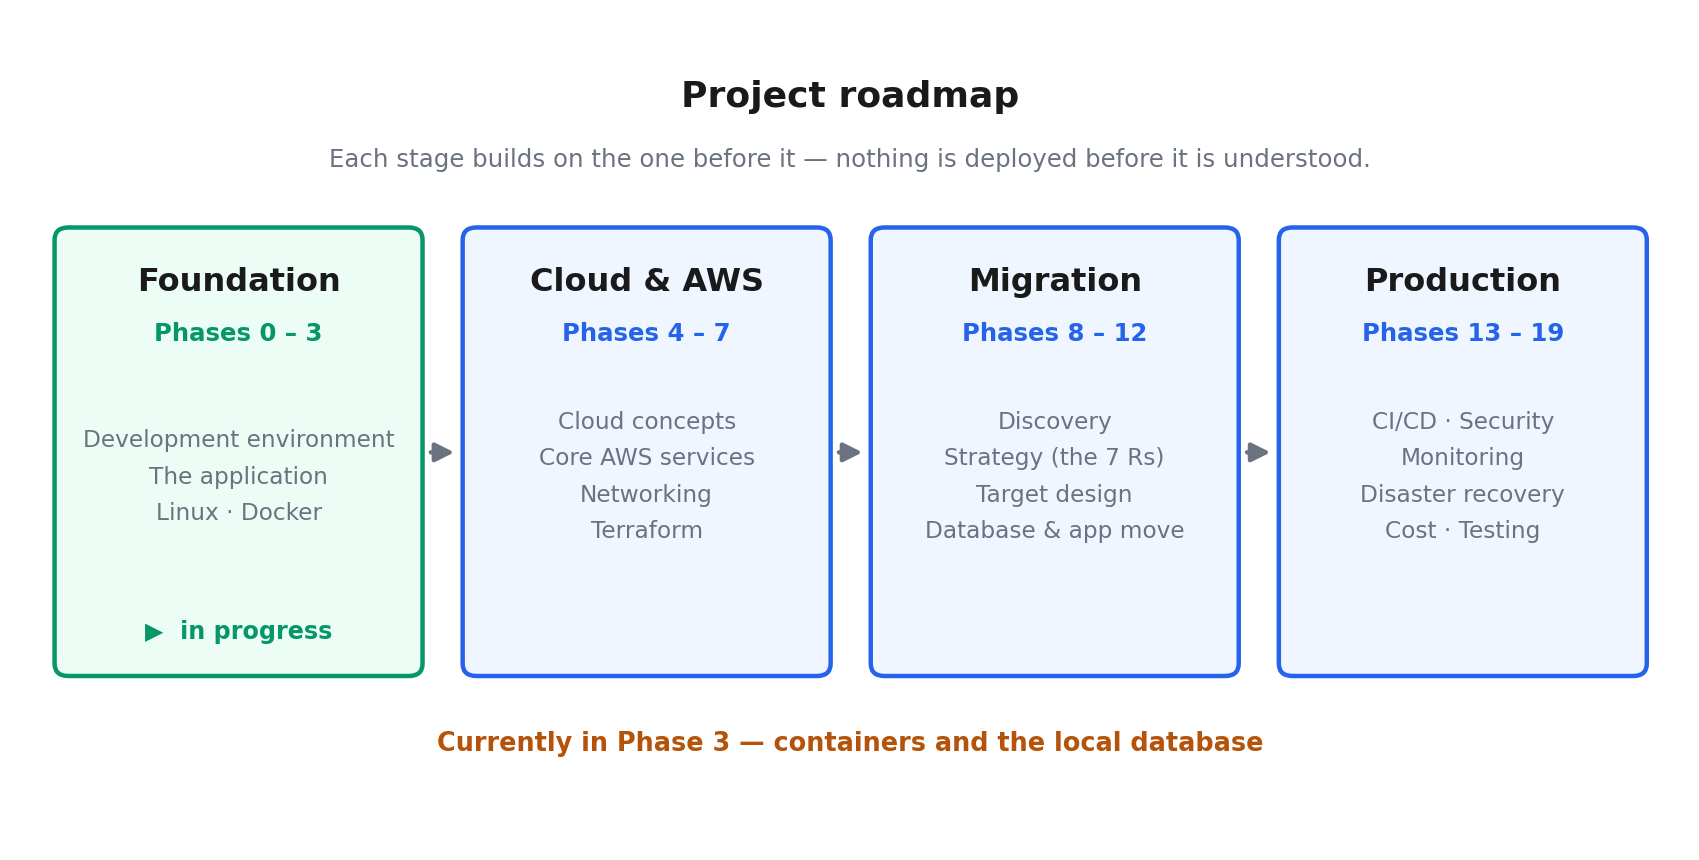 Project roadmap
Each stage builds on the one before it — nothing is deployed before it is understood.
Foundation
Phases 0 – 3
Development environment
The application
Linux · Docker
▶ in progress
Cloud & AWS
Phases 4 – 7
Cloud concepts
Core AWS services
Networking
Terraform
Migration
Phases 8 – 12
Discovery
Strategy (the 7 Rs)
Target design
Database & app move
Production
Phases 13 – 19
CI/CD · Security
Monitoring
Disaster recovery
Cost · Testing
Currently in Phase 3 — containers and the local database